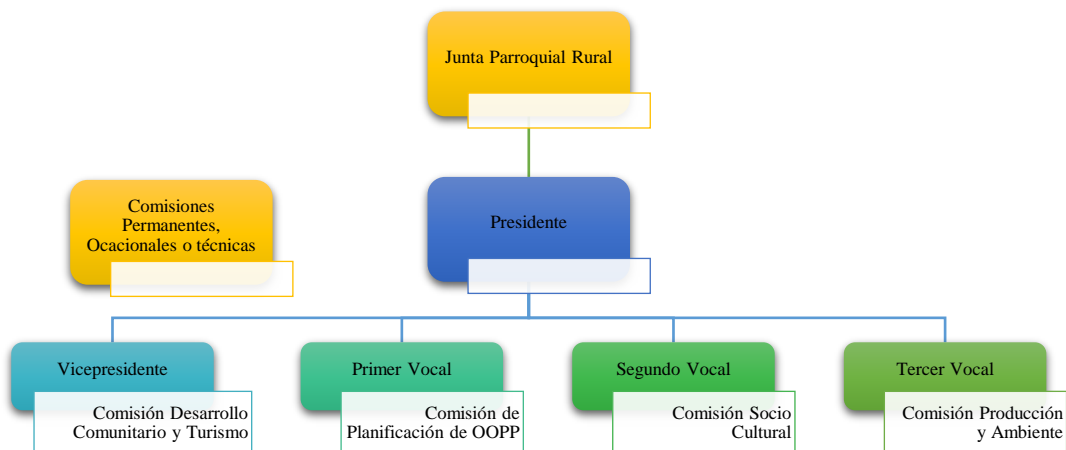 Junta Parroquial Rural
Comisiones
Permanentes,
Ocacionales o técnicas
Presidente
Vicepresidente
Comisión Desarrollo
Comunitario y Turismo
Primer Vocal
Comisión de
Planificación de OOPP
Segundo Vocal
Comisión Socio
Cultural
Tercer Vocal
Comisión Producción
y Ambiente